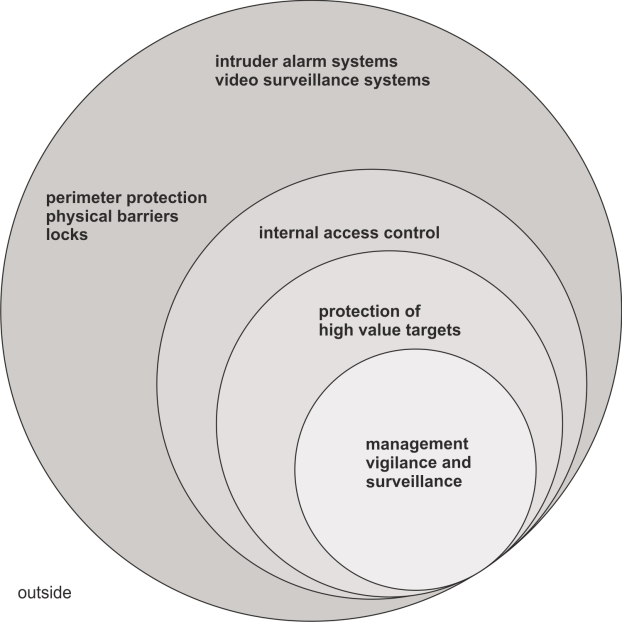 intruder alarm systems
video surveillance systems
perimeter protection
physical barriers
locks
internal access control
protection of
high value targets
management
vigilance and
surveillance
outside